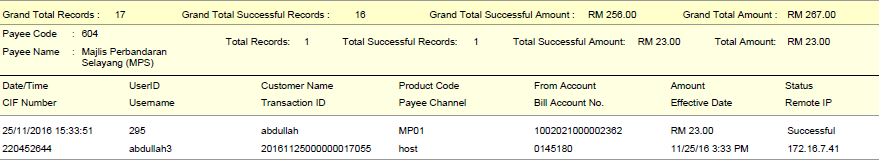 Grand Total Records : 17 Grand Total Successful Records : 16 Grand Total Successful Amount : RM 256.00 Grand Total Amount : RM 267.00
Payee Code : 604
Total Records: 1 Total Successful Records: 1 Total Successful Amount: RM 23.00 Total Amount: RM 23.00
Payee Name : Majlis Perbandaran
Selayang (MPS)
Date/Time UserID Customer Name Product Code From Account Amount Status
CIF Number Username Transaction ID Payee Channel Bill Account No. Effective Date Remote IP
25/11/2016 15:33:51 295 abdullah MP01 1002021000002362 RM 23.00 Successful
220452644 abdullah3 20161125000000017055 host 0145180 11/25/16 3:33 PM 172.16.7.41